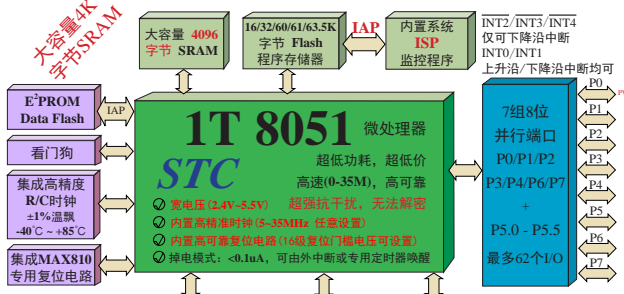 大容量4K
字节SRAM
大容量 4096
字节 SRAM
16/32/60/61/63.5K
字节 Flash
程序存储器
IAP
内置系统
ISP
监控程序
INT2/INT3/INT4
仅可下降沿中断
INT0/INT1
上升沿/下降沿中断均可
E²PROM
Data Flash
IAP
看门狗
集成高精度
R/C时钟
±1%温飘
-40℃～+85℃
集成MAX810
专用复位电路
1T 8051 微处理器
STC
超低功耗，超低价
高速(0-35M)，高可靠
宽电压(2.4V~5.5V)
超强抗干扰，无法解密
内置高精准时钟(5~35MHz 任意设置)
内置高可靠复位电路(16级复位门槛电压可设置)
掉电模式：<0.1uA，可由外中断或专用定时器唤醒
7组8位
并行端口
P0/P1/P2
P3/P4/P6/P7
+
P5.0 - P5.5
最多62个I/O
P0
P1
P2
P3
P4
P5
P6
P7